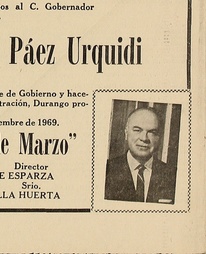 os al C. Gobernador
Páez Urquidi
e de Gobierno y hace-
tración, Durango pro-
embre de 1969.
e Marzo"
Director
E ESPARZA
Srio.
LLA HUERTA